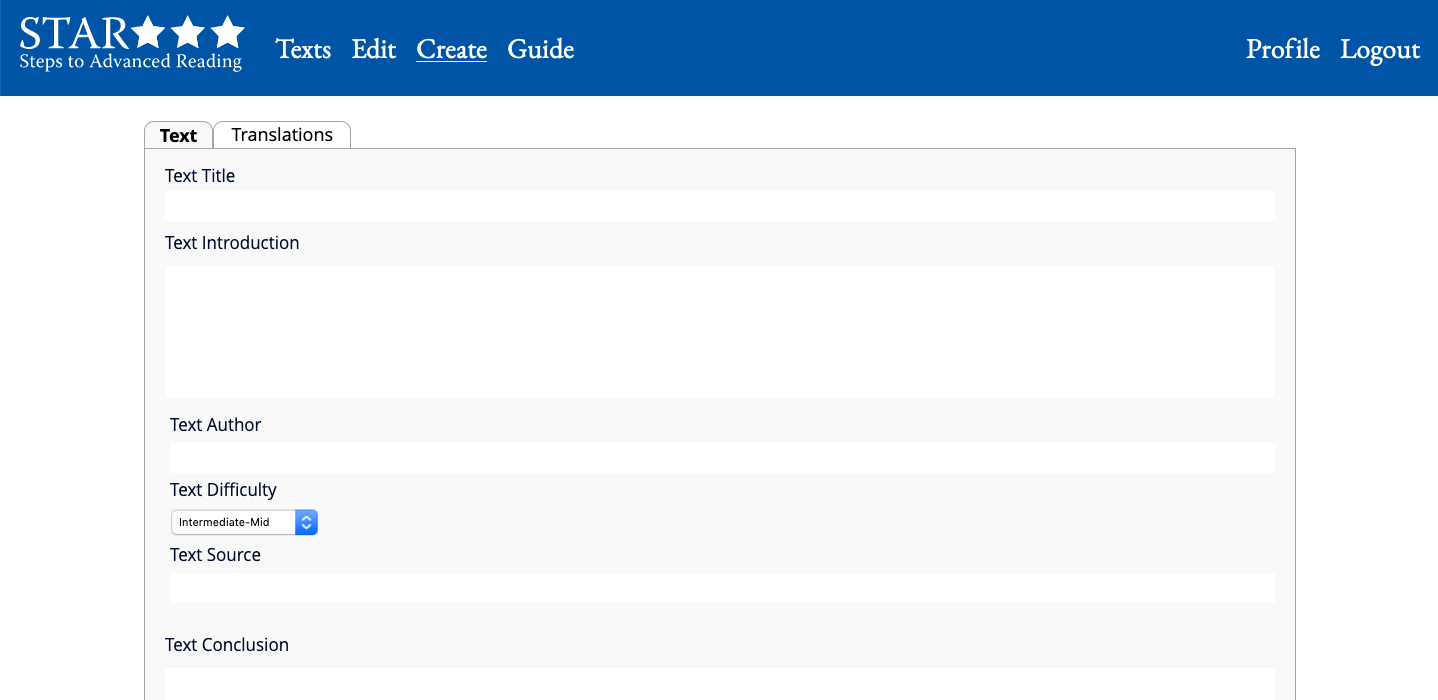 STAR
Steps to Advanced Reading
Texts Edit Create Guide Profile Logout
Text Translations
Text Title
Text Introduction
Text Author
Text Difficulty
Intermediate-Mid
Text Source
Text Conclusion